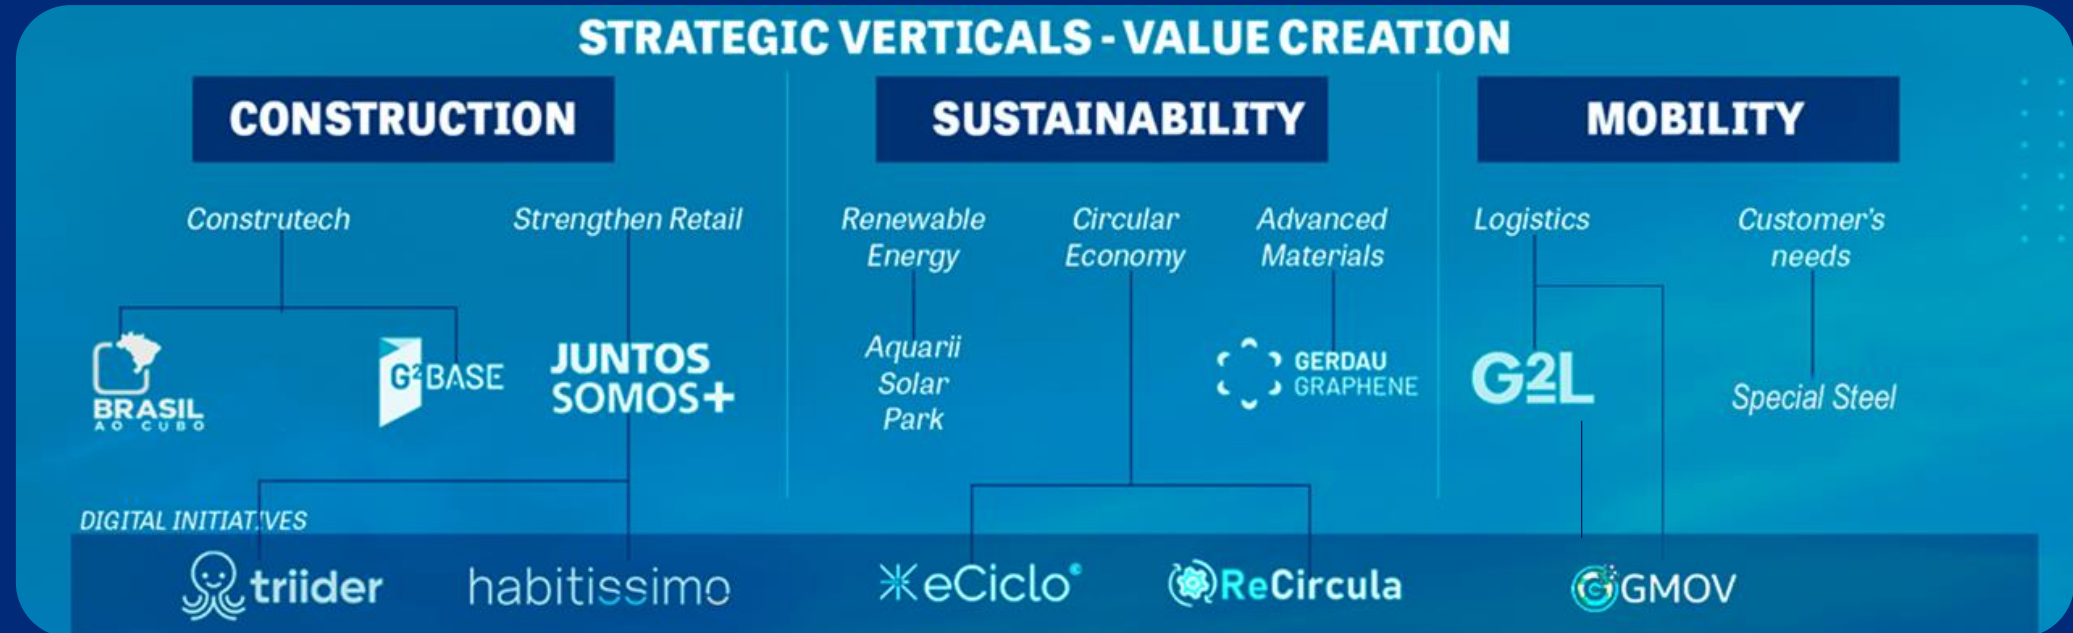 STRATEGIC VERTICALS - VALUE CREATION
CONSTRUCTION
Construtech
Strengthen Retail
BRASIL
AO CUBO
G²BASE
JUNTOS
SOMOS+
SUSTAINABILITY
Renewable
Energy
Circular
Economy
Advanced
Materials
Aquarii
Solar
Park
GERDAU
GRAPHENE
MOBILITY
Logistics
Customer's
needs
G2L
Special Steel
DIGITAL INITIATIVES
triider
habitissimo
eCiclo
ReCircula
GMOV